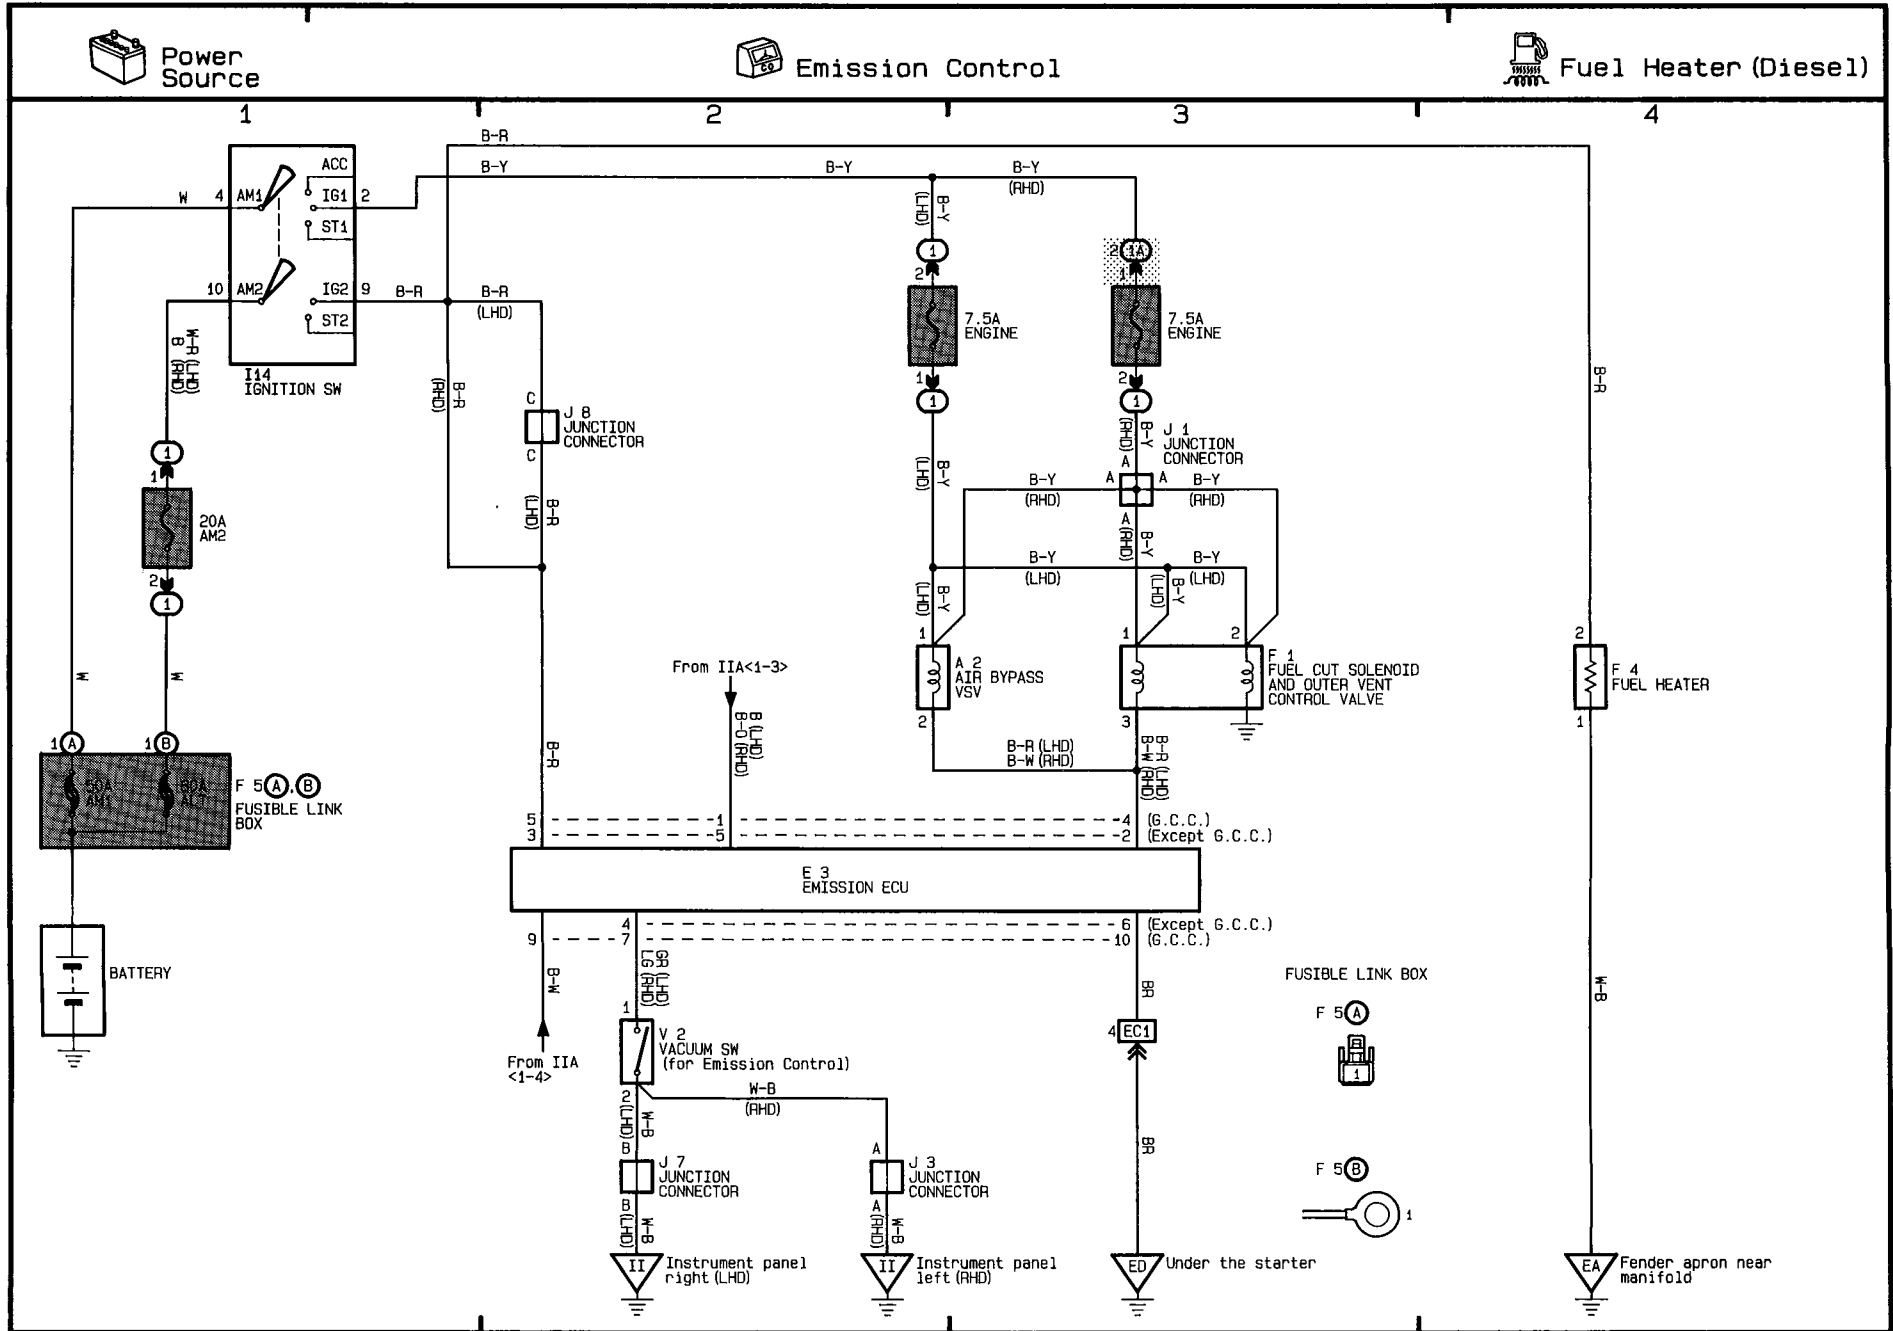 Power
Source
Emission Control
Fuel Heater (Diesel)
1
2
3
4
B-R
B-Y
B-Y
B-Y
(RHD)
W
4
AM1
ACC
IG1
2
ST1
10
AM2
IG2
9
ST2
B-R
B-R
(LHD)
I14
IGNITION SW
W-R (LHD)
B (RHD)
B-Y
(LHD)
1
2
7.5A
ENGINE
1
1
2
1A
1
7.5A
ENGINE
2
1
B-R
(RHD)
B-R
C
J 8
JUNCTION
CONNECTOR
C
B-R
(LHD)
B-Y
(RHD)
J 1
JUNCTION
CONNECTOR
A
A
A
A
B-Y
(RHD)
B-Y
(RHD)
B-Y
(RHD)
B-Y
(LHD)
B-Y
(LHD)
B-Y
(LHD)
B-Y
(LHD)
B-Y
(LHD)
1
1
20A
AM2
2
1
W
W
1
A
1
B
50A
AM1
80A
ALT
F 5 A, B
FUSIBLE LINK
BOX
BATTERY
From IIA<1-3>
B (LHD)
B-O (RHD)
B-R
1
A 2
AIR BYPASS
VSV
2
1
2
F 1
FUEL CUT SOLENOID
AND OUTER VENT
CONTROL VALVE
3
B-R (LHD)
B-W (RHD)
B-R (LHD)
B-W (RHD)
2
F 4
FUEL HEATER
1
5
1
4
(G.C.C.)
3
5
2
(Except G.C.C.)
E 3
EMISSION ECU
4
6
(Except G.C.C.)
9
7
10
(G.C.C.)
B-W
From IIA
<1-4>
GR (LHD)
LG (RHD)
1
V 2
VACUUM SW
(for Emission Control)
2
W-B
(RHD)
W-B
(LHD)
B
J 7
JUNCTION
CONNECTOR
B
W-B
(LHD)
A
J 3
JUNCTION
CONNECTOR
A
W-B
(RHD)
BR
4
EC1
BR
FUSIBLE LINK BOX
F 5 A
1
F 5 B
1
W-B
II
Instrument panel
right (LHD)
II
Instrument panel
left (RHD)
ED
Under the starter
EA
Fender apron near
manifold